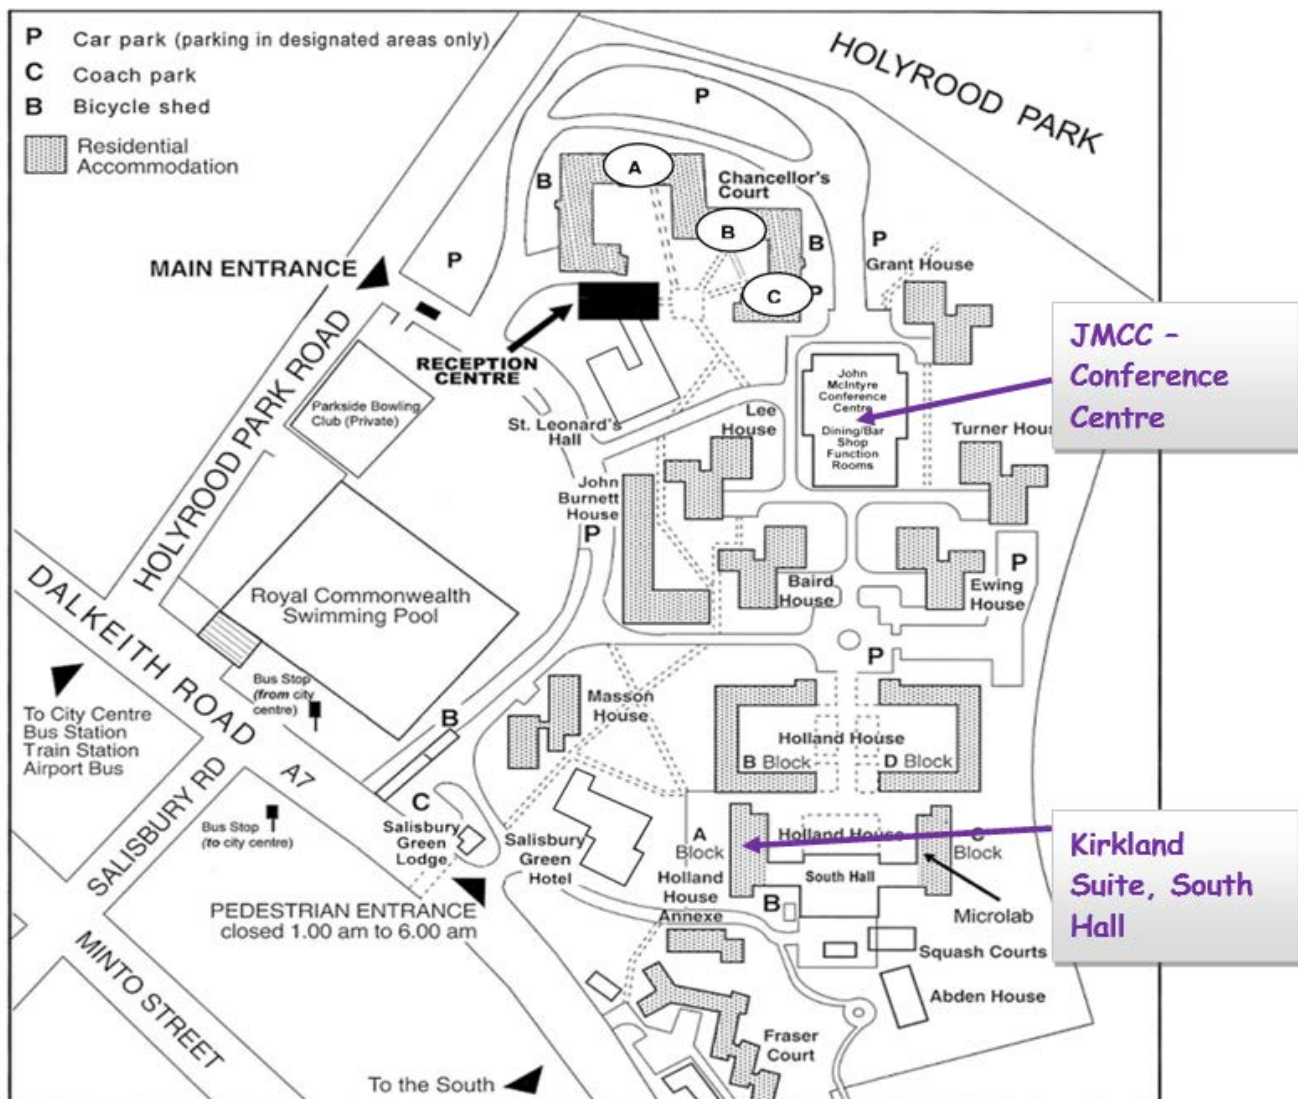 P Car park (parking in designated areas only)
C Coach park
B Bicycle shed
Residential
Accommodation
HOLYROOD PARK
P
A
B
Chancellor's
Court
B
B
P
C
P
P
Grant House
MAIN ENTRANCE
HOLYROOD PARK ROAD
RECEPTION
CENTRE
Parkside Bowling
Club (Private)
St. Leonard's
Hall
John
McIntyre
Conference
Centre
Dining/Bar
Shop
Function
Rooms
JMCC –
Conference
Centre
Lee
House
Turner
John
Burnett
House
P
Baird
House
Ewing
House
P
P
Royal Commonwealth
Swimming Pool
DALKEITH ROAD
A7
Bus Stop
(from city
centre)
To City Centre
Bus Station
Train Station
Airport Bus
SALISBURY RD
Bus Stop
(to city centre)
B
C
Salisbury
Green
Lodge
Masson
House
Salisbury
Green
Hotel
Holland House
B Block
D Block
A
Block
Holland House
Block
South Hall
Kirkland
Suite, South
Hall
Holland
House
Annexe
B
Microlab
Squash Courts
Abden House
PEDESTRIAN ENTRANCE
closed 1.00 am to 6.00 am
MINTO STREET
Fraser
Court
To the South